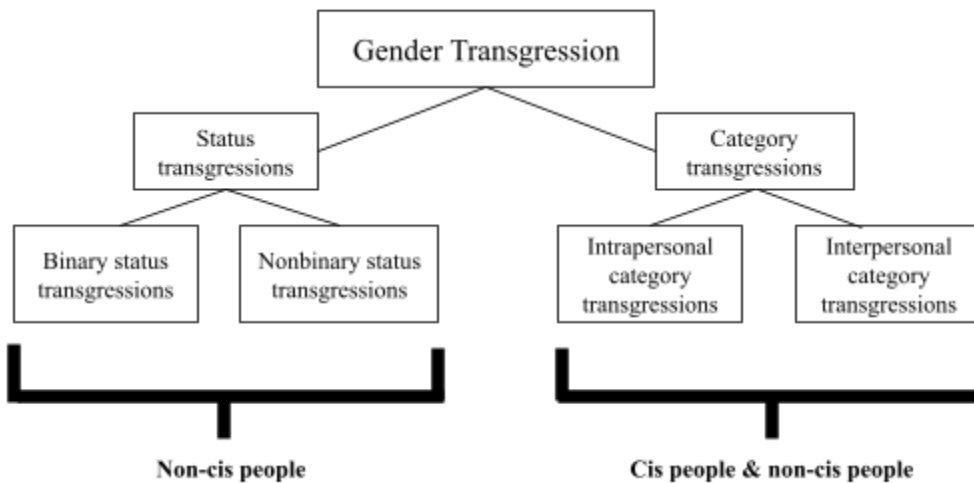 Gender Transgression
Status
transgressions
Category
transgressions
Binary status
transgressions
Nonbinary status
transgressions
Intrapersonal
category
transgressions
Interpersonal
category
transgressions
Non-cis people
Cis people & non-cis people